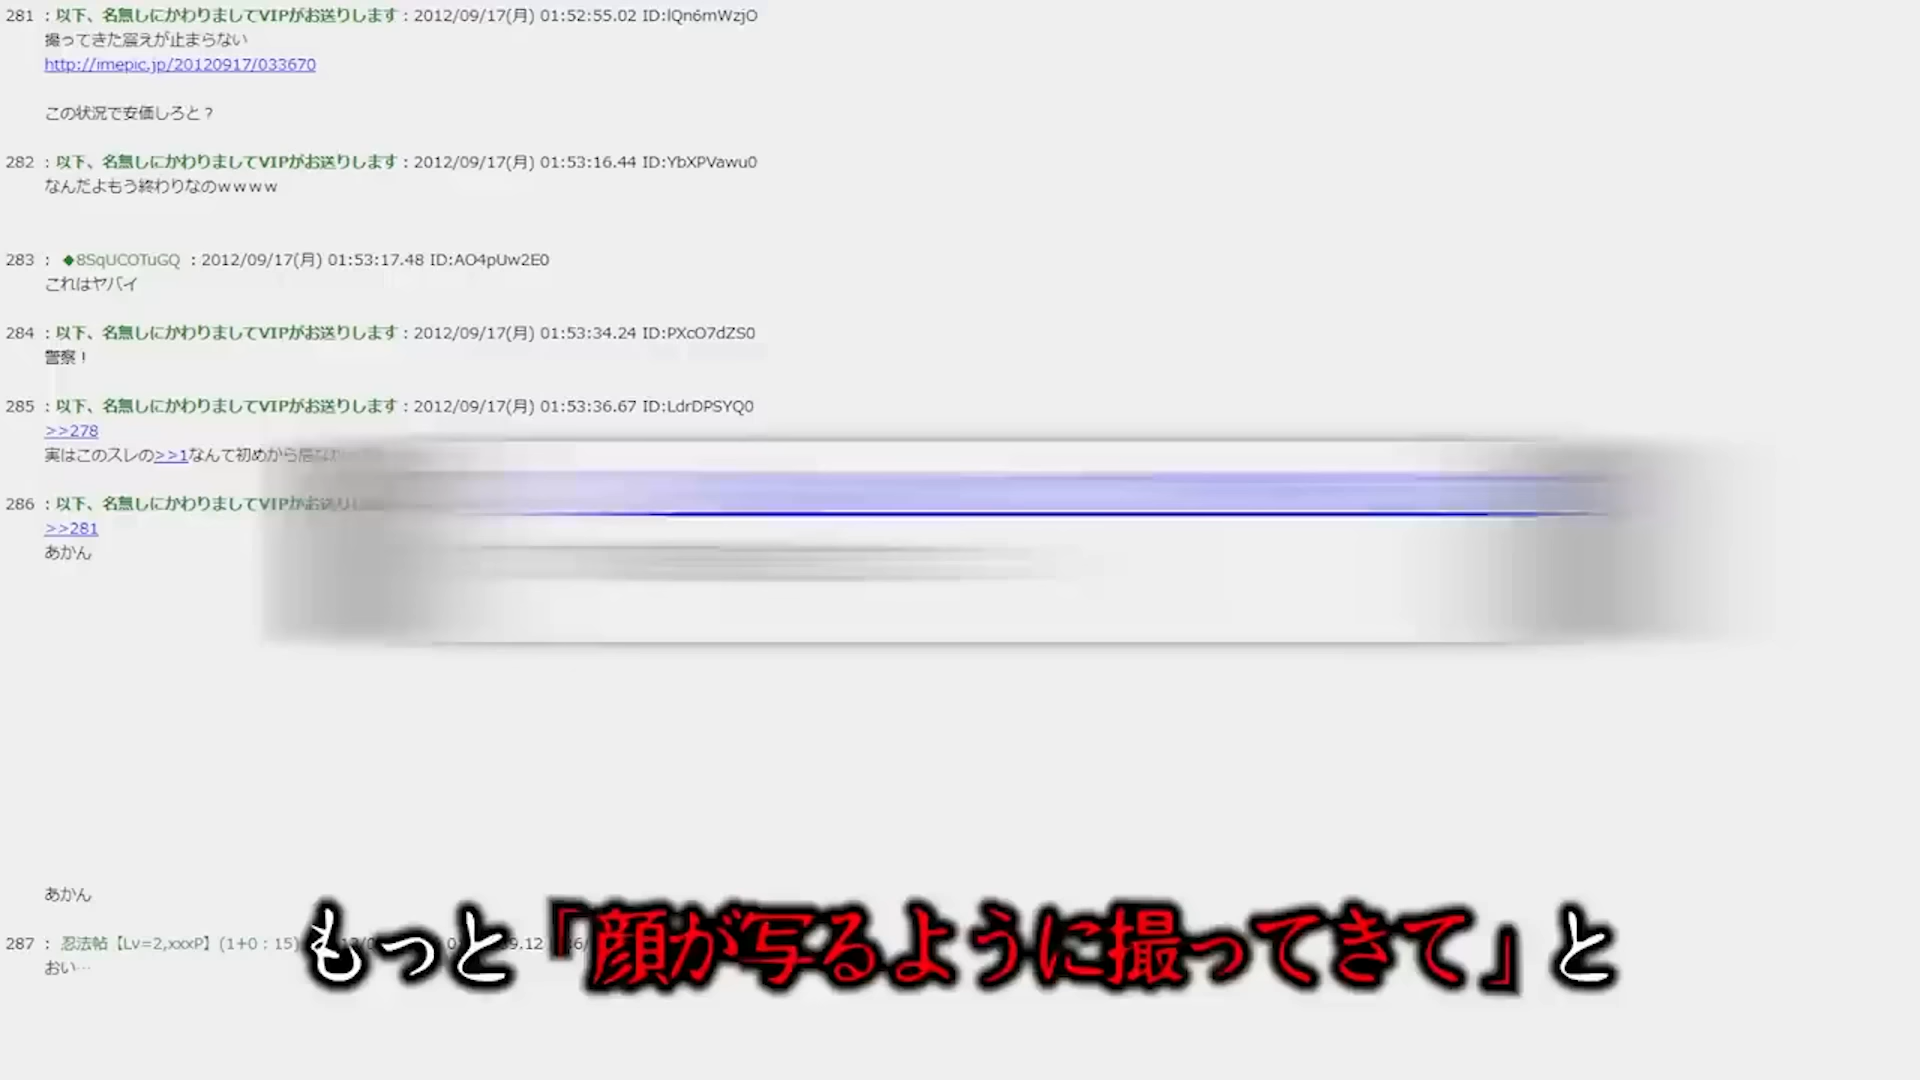 281 ：以下、名無しにかわりましてVIPがお送りします：2012/09/17(月) 01:52:55.02 ID:lQn6mWzjO
撮ってきた震えが止まらない
http://imepic.jp/20120917/033670
この状況で安価しろと？
282 ：以下、名無しにかわりましてVIPがお送りします：2012/09/17(月) 01:53:16.44 ID:YbXPVawu0
なんだよもう終わりなのｗｗｗｗ
283 ： ◆8SqUCOTuGQ ：2012/09/17(月) 01:53:17.48 ID:AO4pUw2E0
これはヤバイ
284 ：以下、名無しにかわりましてVIPがお送りします：2012/09/17(月) 01:53:34.24 ID:PXcO7dZS0
警察！
285 ：以下、名無しにかわりましてVIPがお送りします：2012/09/17(月) 01:53:36.67 ID:LdrDPSYQ0
>>278
実はこのスレの>>1なんて初めから居な
286 ：以下、名無しにかわりましてVIPがお送りし
>>281
あかん
あかん
287 ：忍法帖【Lv=2,xxxP】(1+0：15)
おい…
もっと「顔が写るように撮ってきて」と